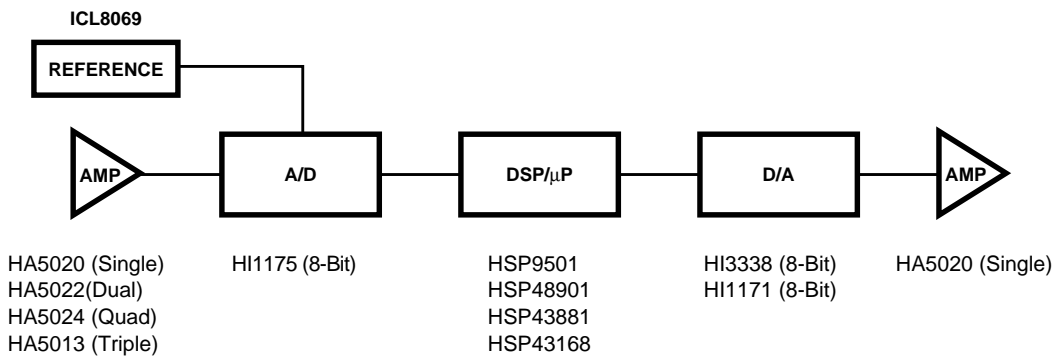 ICL8069
REFERENCE
AMP
A/D
DSP/μP
D/A
AMP
HA5020 (Single)
HA5022(Dual)
HA5024 (Quad)
HA5013 (Triple)
HI1175 (8-Bit)
HSP9501
HSP48901
HSP43881
HSP43168
HI3338 (8-Bit)
HI1171 (8-Bit)
HA5020 (Single)